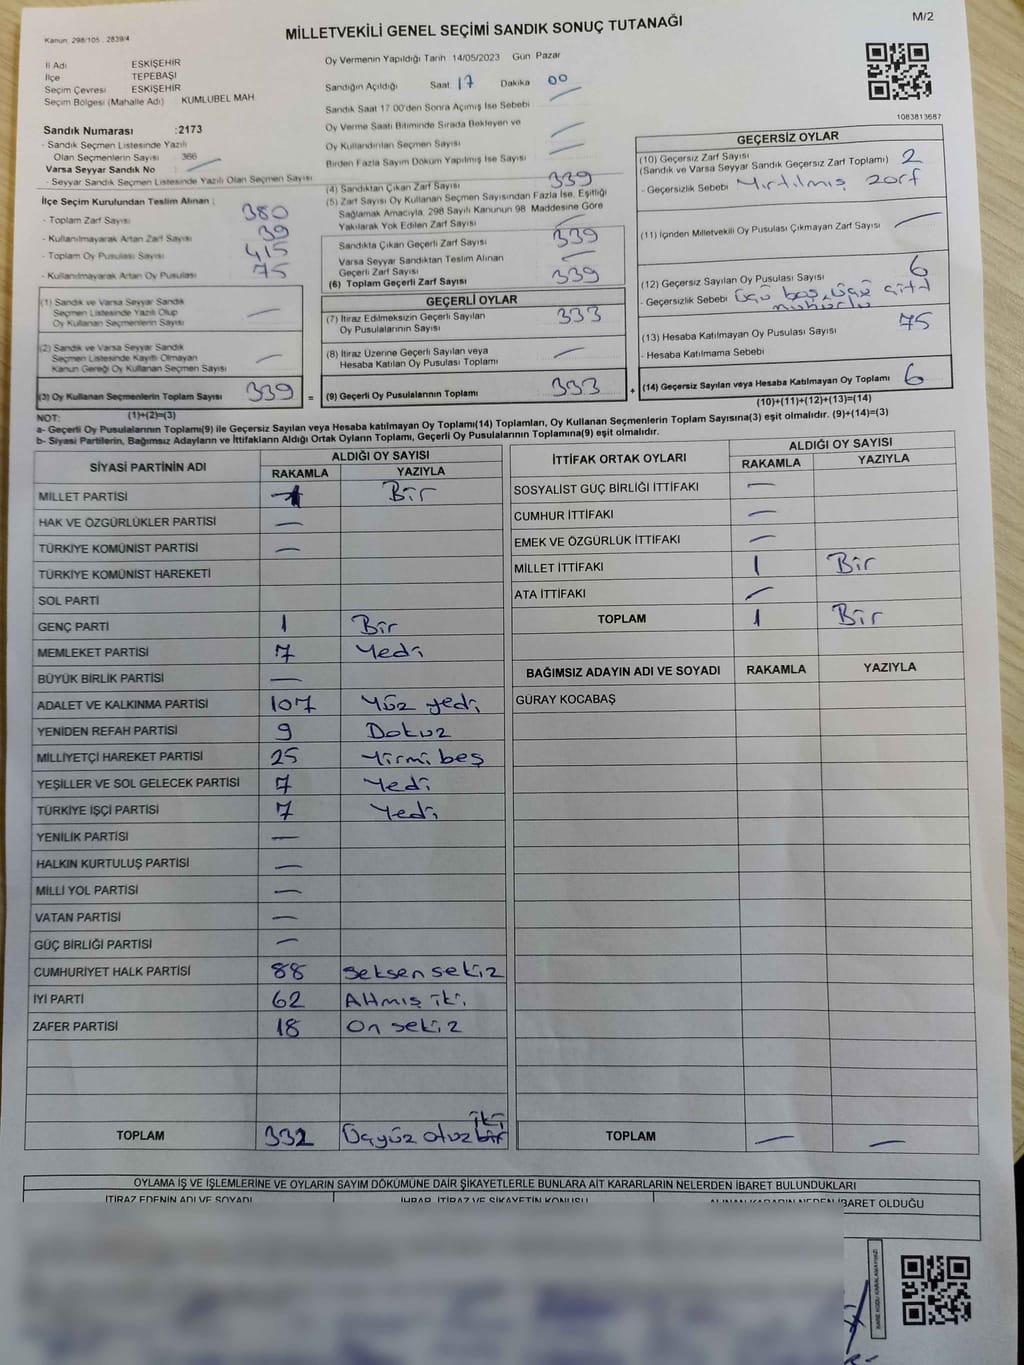 M/2
Kanun: 298/105 . 2839/4
MİLLETVEKİLİ GENEL SEÇİMİ SANDIK SONUÇ TUTANAĞI
İl Adı ESKİŞEHİR
İlçe TEPEBAŞI
Seçim Çevresi ESKİŞEHİR
Seçim Bölgesi (Mahalle Adı) KUMLUBEL MAH
Sandık Numarası :2173
- Sandık Seçmen Listesinde Yazılı
Olan Seçmenlerin Sayısı 366
Varsa Seyyar Sandık No :
- Seyyar Sandık Seçmen Listesinde Yazılı Olan Seçmen Sayısı
İlçe Seçim Kurulundan Teslim Alınan :
- Toplam Zarf Sayısı 380
- Kullanılmayarak Artan Zarf Sayısı 39
- Toplam Oy Pusulası Sayısı 415
- Kullanılmayarak Artan Oy Pusulası 75
(1) Sandık ve Varsa Seyyar Sandık
Seçmen Listesinde Yazılı Olup
Oy Kullanan Seçmenlerin Sayısı —
(2) Sandık ve Varsa Seyyar Sandık
Seçmen Listesinde Kayıtlı Olmayan
Kanun Gereği Oy Kullanan Seçmen Sayısı —
(3) Oy Kullanan Seçmenlerin Toplam Sayısı 339 =
(1)+(2)=(3)
Oy Vermenin Yapıldığı Tarih 14/05/2023 Gün Pazar
Sandığın Açıldığı Saat 17 Dakika 00
Sandık Saat 17 00'den Sonra Açılmış İse Sebebi
Oy Verme Saati Bitiminde Sırada Bekleyen ve
Oy Kullandırılan Seçmen Sayısı
Birden Fazla Sayım Döküm Yapılmış İse Sayısı
(4) Sandıktan Çıkan Zarf Sayısı 339
(5) Zarf Sayısı Oy Kullanan Seçmen Sayısından Fazla İse, Eşitliği
Sağlamak Amacıyla, 298 Sayılı Kanunun 98. Maddesine Göre
Yakılarak Yok Edilen Zarf Sayısı —
Sandıkta Çıkan Geçerli Zarf Sayısı 339
Varsa Seyyar Sandıktan Teslim Alınan
Geçerli Zarf Sayısı —
(6) Toplam Geçerli Zarf Sayısı 339
GEÇERLİ OYLAR
(7) İtiraz Edilmeksizin Geçerli Sayılan
Oy Pusulalarının Sayısı 333
(8) İtiraz Üzerine Geçerli Sayılan veya
Hesaba Katılan Oy Pusulası Toplamı —
(9) Geçerli Oy Pusulalarının Toplamı 333 +
1083813687
GEÇERSİZ OYLAR
(10) Geçersiz Zarf Sayısı 2
(Sandık ve Varsa Seyyar Sandık Geçersiz Zarf Toplamı)
- Geçersizlik Sebebi Yırtılmış zarf
(11) İçinden Milletvekili Oy Pusulası Çıkmayan Zarf Sayısı —
(12) Geçersiz Sayılan Oy Pusulası Sayısı 6
- Geçersizlik Sebebi Üçü boş, üçü çift
mühürlü
(13) Hesaba Katılmayan Oy Pusulası Sayısı 75
- Hesaba Katılmama Sebebi
(14) Geçersiz Sayılan veya Hesaba Katılmayan Oy Toplamı 6
(10)+(11)+(12)+(13)=(14)
NOT:
a- Geçerli Oy Pusulalarının Toplamı(9) ile Geçersiz Sayılan veya Hesaba katılmayan Oy Toplamı(14) Toplamları, Oy Kullanan Seçmenlerin Toplam Sayısına(3) eşit olmalıdır. (9)+(14)=(3)
b- Siyasi Partilerin, Bağımsız Adayların ve İttifakların Aldığı Ortak Oyların Toplamı, Geçerli Oy Pusulalarının Toplamına(9) eşit olmalıdır.
SİYASİ PARTİNİN ADI ALDIĞI OY SAYISI
RAKAMLA YAZIYLA
MİLLET PARTİSİ 1 Bir
HAK VE ÖZGÜRLÜKLER PARTİSİ —
TÜRKİYE KOMÜNİST PARTİSİ —
TÜRKİYE KOMÜNİST HAREKETİ
SOL PARTİ
GENÇ PARTİ 1 Bir
MEMLEKET PARTİSİ 7 Yedi
BÜYÜK BİRLİK PARTİSİ —
ADALET VE KALKINMA PARTİSİ 107 Yüz yedi
YENİDEN REFAH PARTİSİ 9 Dokuz
MİLLİYETÇİ HAREKET PARTİSİ 25 Yirmi beş
YEŞİLLER VE SOL GELECEK PARTİSİ 7 Yedi
TÜRKİYE İŞÇİ PARTİSİ 7 Yedi
YENİLİK PARTİSİ —
HALKIN KURTULUŞ PARTİSİ —
MİLLİ YOL PARTİSİ —
VATAN PARTİSİ —
GÜÇ BİRLİĞİ PARTİSİ —
CUMHURİYET HALK PARTİSİ 88 Seksen sekiz
İYİ PARTİ 62 Altmış iki
ZAFER PARTİSİ 18 On sekiz
TOPLAM 332 Üçyüz otuz bir iki
İTTİFAK ORTAK OYLARI ALDIĞI OY SAYISI
RAKAMLA YAZIYLA
SOSYALİST GÜÇ BİRLİĞİ İTTİFAKI —
CUMHUR İTTİFAKI —
EMEK VE ÖZGÜRLÜK İTTİFAKI —
MİLLET İTTİFAKI 1 Bir
ATA İTTİFAKI —
TOPLAM 1 Bir
BAĞIMSIZ ADAYIN ADI VE SOYADI RAKAMLA YAZIYLA
GÜRAY KOCABAŞ
TOPLAM — —
OYLAMA İŞ VE İŞLEMLERİNE VE OYLARIN SAYIM DÖKÜMÜNE DAİR ŞİKAYETLERLE BUNLARA AİT KARARLARIN NELERDEN İBARET BULUNDUKLARI
İTİRAZ EDENİN ADI VE SOYADI İHBAR, İTİRAZ VE ŞİKAYETİN KONUSU ALINAN KARARIN NEDEN İBARET OLDUĞU
KARE KODU KARALAMAYINIZ